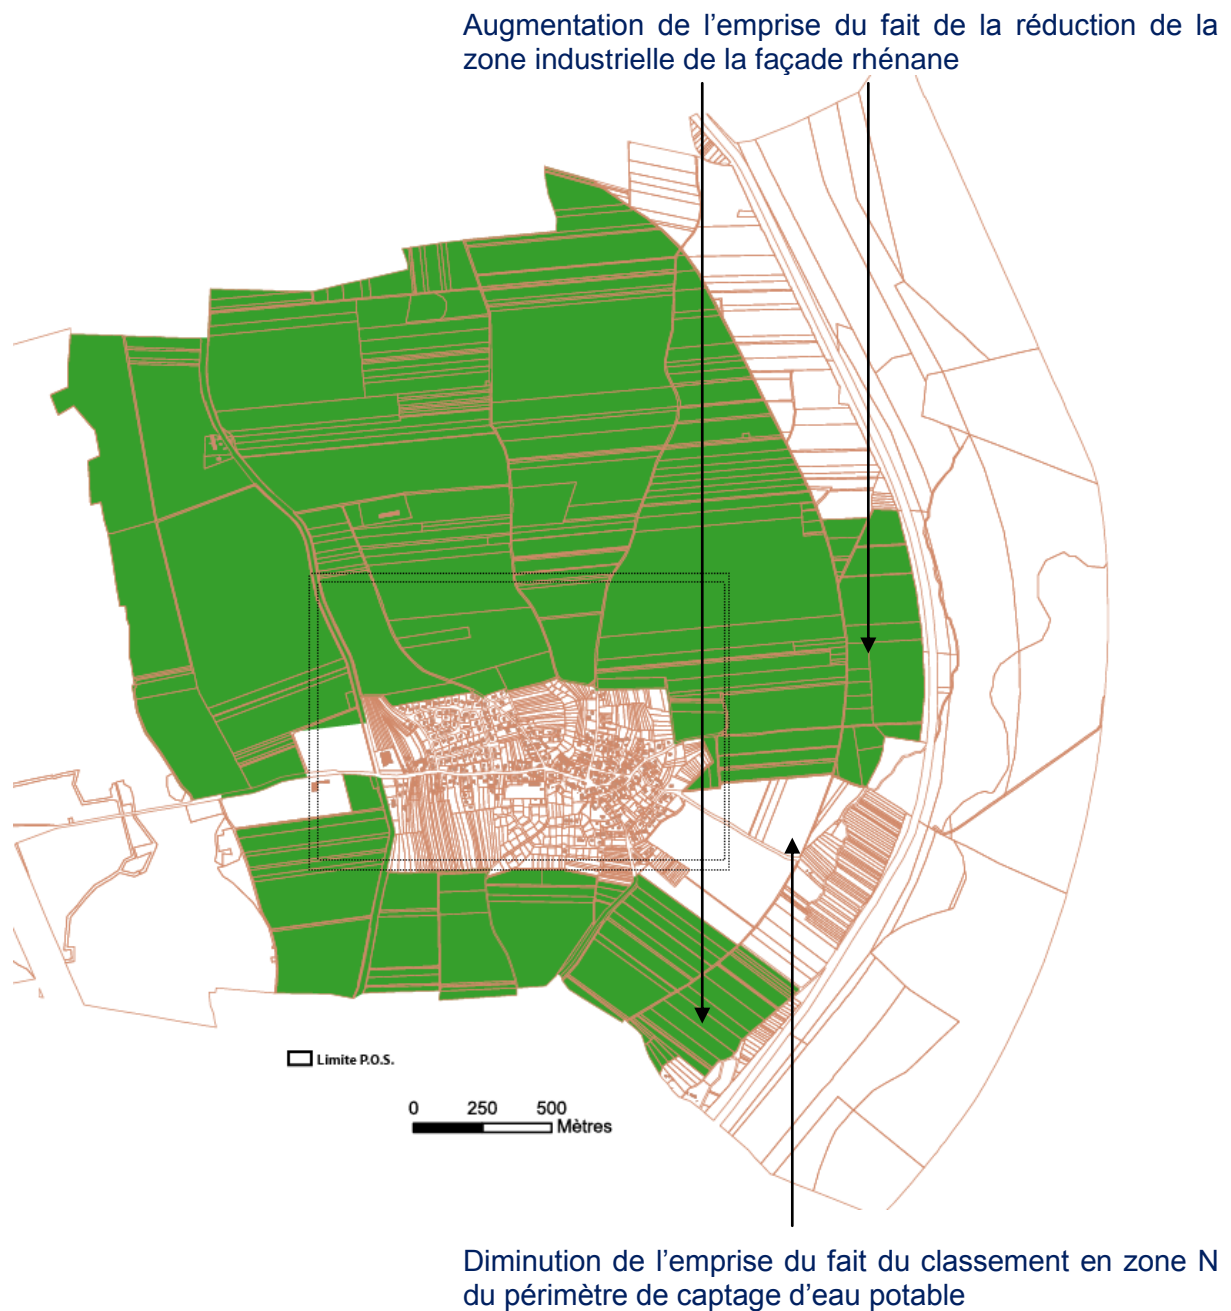 Augmentation de l’emprise du fait de la réduction de la
zone industrielle de la façade rhénane
Limite P.O.S.
0 250 500
Mètres
Diminution de l’emprise du fait du classement en zone N
du périmètre de captage d’eau potable